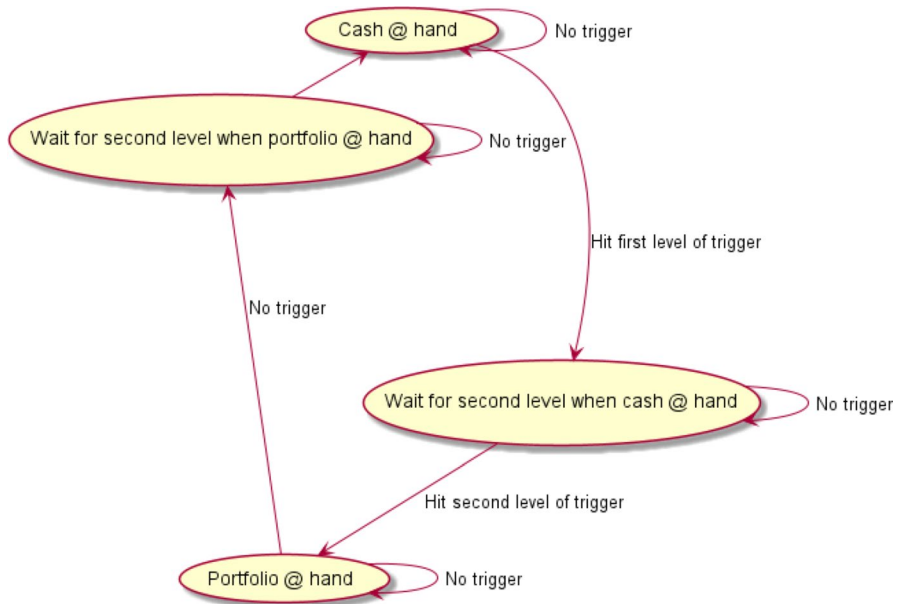 Cash @ hand
No trigger
Wait for second level when portfolio @ hand
No trigger
Hit first level of trigger
No trigger
Wait for second level when cash @ hand
No trigger
Hit second level of trigger
Portfolio @ hand
No trigger